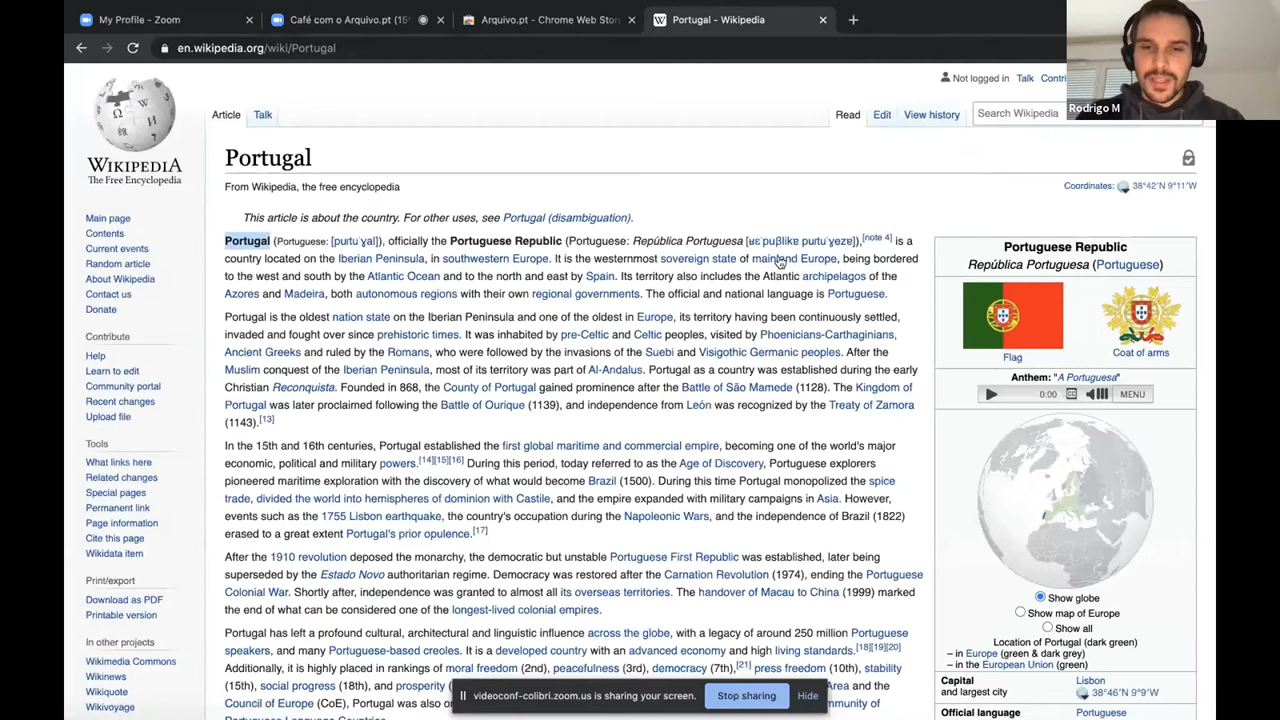 My Profile - Zoom
Café com o Arquivo.pt (15
Arquivo.pt - Chrome Web Stor
Portugal - Wikipedia
en.wikipedia.org/wiki/Portugal
Rodrigo M
Not logged in Talk Contri
WIKIPEDIA
The Free Encyclopedia
Article Talk
Read Edit View history
Search Wikipedia
Portugal
From Wikipedia, the free encyclopedia
Coordinates: 38°42′N 9°11′W
This article is about the country. For other uses, see Portugal (disambiguation).
Main page
Contents
Current events
Random article
About Wikipedia
Contact us
Donate
Contribute
Help
Learn to edit
Community portal
Recent changes
Upload file
Tools
What links here
Related changes
Special pages
Permanent link
Page information
Cite this page
Wikidata item
Print/export
Download as PDF
Printable version
In other projects
Wikimedia Commons
Wikinews
Wikiquote
Wikivoyage
Portugal (Portuguese: [puɾtuˈɣal]), officially the Portuguese Republic (Portuguese: República Portuguesa [ʁɛˈpuβlikɐ puɾtuˈɣezɐ]),[note 4] is a
country located on the Iberian Peninsula, in southwestern Europe. It is the westernmost sovereign state of mainland Europe, being bordered
to the west and south by the Atlantic Ocean and to the north and east by Spain. Its territory also includes the Atlantic archipelagos of the
Azores and Madeira, both autonomous regions with their own regional governments. The official and national language is Portuguese.
Portugal is the oldest nation state on the Iberian Peninsula and one of the oldest in Europe, its territory having been continuously settled,
invaded and fought over since prehistoric times. It was inhabited by pre-Celtic and Celtic peoples, visited by Phoenicians-Carthaginians,
Ancient Greeks and ruled by the Romans, who were followed by the invasions of the Suebi and Visigothic Germanic peoples. After the
Muslim conquest of the Iberian Peninsula, most of its territory was part of Al-Andalus. Portugal as a country was established during the early
Christian Reconquista. Founded in 868, the County of Portugal gained prominence after the Battle of São Mamede (1128). The Kingdom of
Portugal was later proclaimed following the Battle of Ourique (1139), and independence from León was recognized by the Treaty of Zamora
(1143).[13]
In the 15th and 16th centuries, Portugal established the first global maritime and commercial empire, becoming one of the world's major
economic, political and military powers.[14][15][16] During this period, today referred to as the Age of Discovery, Portuguese explorers
pioneered maritime exploration with the discovery of what would become Brazil (1500). During this time Portugal monopolized the spice
trade, divided the world into hemispheres of dominion with Castile, and the empire expanded with military campaigns in Asia. However,
events such as the 1755 Lisbon earthquake, the country's occupation during the Napoleonic Wars, and the independence of Brazil (1822)
erased to a great extent Portugal's prior opulence.[17]
After the 1910 revolution deposed the monarchy, the democratic but unstable Portuguese First Republic was established, later being
superseded by the Estado Novo authoritarian regime. Democracy was restored after the Carnation Revolution (1974), ending the Portuguese
Colonial War. Shortly after, independence was granted to almost all its overseas territories. The handover of Macau to China (1999) marked
the end of what can be considered one of the longest-lived colonial empires.
Portugal has left a profound cultural, architectural and linguistic influence across the globe, with a legacy of around 250 million Portuguese
speakers, and many Portuguese-based creoles. It is a developed country with an advanced economy and high living standards.[18][19][20]
Additionally, it is highly placed in rankings of moral freedom (2nd), peacefulness (3rd), democracy (7th),[21] press freedom (10th), stability
(15th), social progress (18th), and prosperity Area and the
Council of Europe (CoE), Portugal was also mmunity of
Portuguese Language Countries.
Portuguese Republic
República Portuguesa (Portuguese)
Flag
Coat of arms
Anthem: "A Portuguesa"
0:00 MENU
Show globe
Show map of Europe
Show all
Location of Portugal (dark green)
– in Europe (green & dark grey)
– in the European Union (green)
Capital and largest city
Lisbon
38°46′N 9°9′W
Official language Portuguese
videoconf-colibri.zoom.us is sharing your screen. Stop sharing Hide